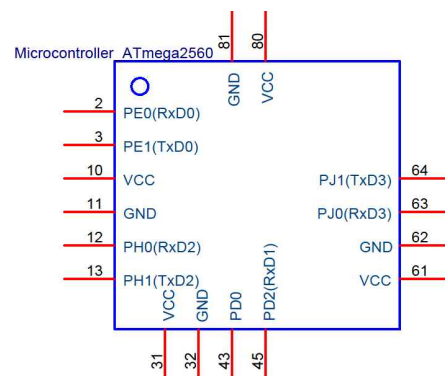 Microcontroller ATmega2560
81 GND
80 VCC
2 PE0(RxD0)
3 PE1(TxD0)
10 VCC
11 GND
12 PH0(RxD2)
13 PH1(TxD2)
PJ1(TxD3) 64
PJ0(RxD3) 63
GND 62
VCC 61
VCC 31
GND 32
PD0 43
PD2(RxD1) 45